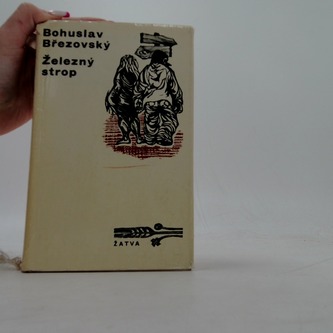 Bohuslav
Březovský
Železný
strop
ŽATVA